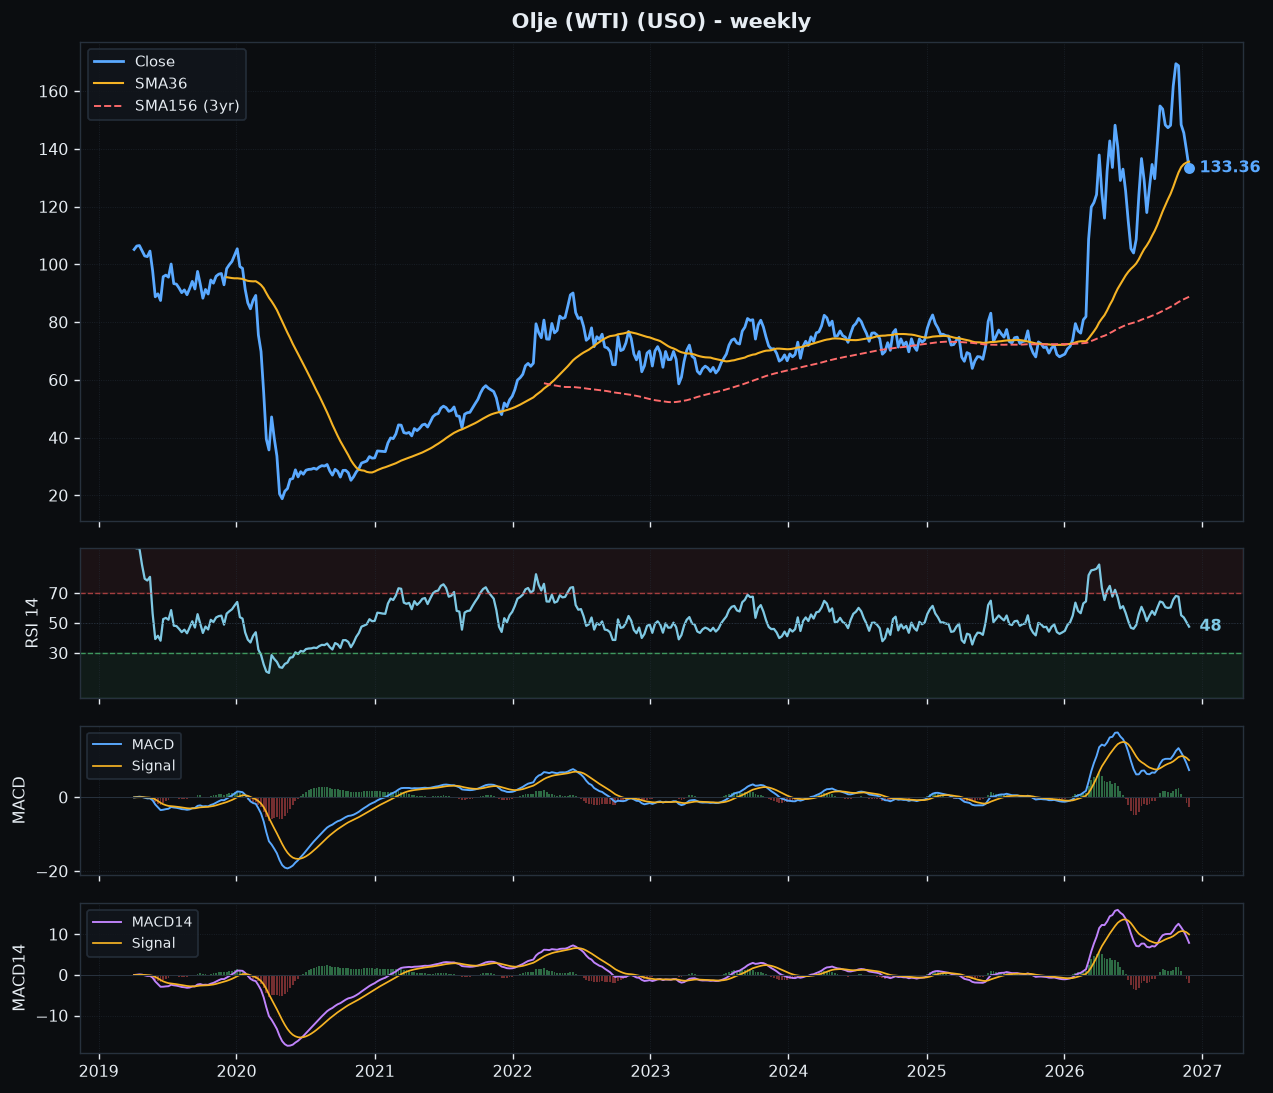 Olje (WTI) (USO) - weekly
Close
SMA36
SMA156 (3yr)
160
140
120
100
80
60
40
20
133.36
RSI 14
70
50
30
48
MACD
MACD
Signal
0
−20
MACD14
MACD14
Signal
10
0
−10
2019 2020 2021 2022 2023 2024 2025 2026 2027